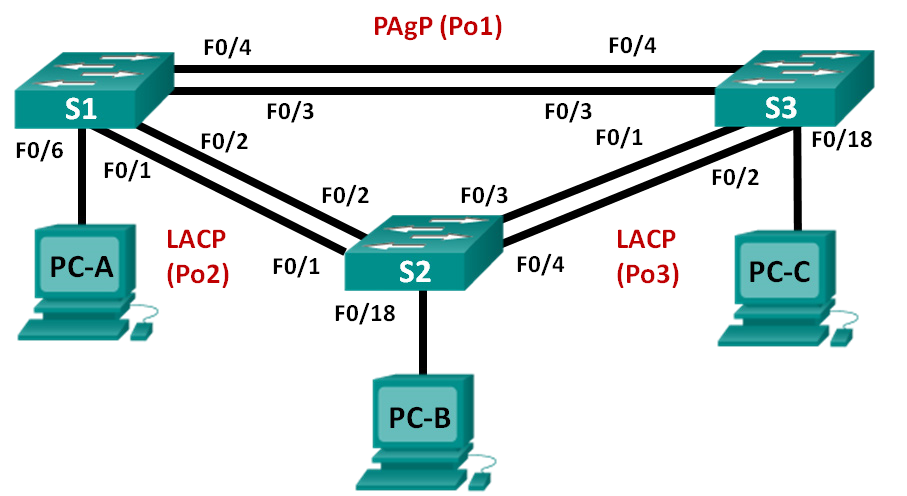 PAgP (Po1)
F0/4
F0/4
S1
S3
F0/3
F0/3
F0/6
F0/2
F0/1
F0/18
F0/1
F0/2
F0/2
F0/3
PC-A
LACP
(Po2)
F0/1
S2
F0/4
LACP
(Po3)
PC-C
F0/18
PC-B